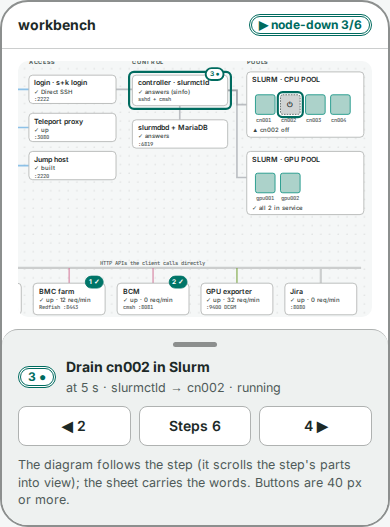 workbench
▶ node-down 3/6
ACCESS
CONTROL
POOLS
login · s+k login
✓ Direct SSH
:2222
Teleport proxy
✓ up
:3080
Jump host
✓ built
:2220
3 ●
controller · slurmctld
✓ answers (sinfo)
sshd + cmsh
slurmdbd + MariaDB
✓ answers
:6819
SLURM · CPU POOL
cn001 cn002 cn003 cn004
▲ cn002 off
SLURM · GPU POOL
gpu001 gpu002
✓ all 2 in service
HTTP APIs the client calls directly
1 ✓
BMC farm
✓ up · 12 req/min
Redfish :8443
2 ✓
BCM
✓ up · 0 req/min
cmsh :8081
GPU exporter
✓ up · 32 req/min
:9400 DCGM
Jira
✓ up · 0 req/min
:8080
3 ●
Drain cn002 in Slurm
at 5 s · slurmctld → cn002 · running
◀ 2
Steps 6
4 ▶
The diagram follows the step (it scrolls the step's parts
into view); the sheet carries the words. Buttons are 40 px
or more.